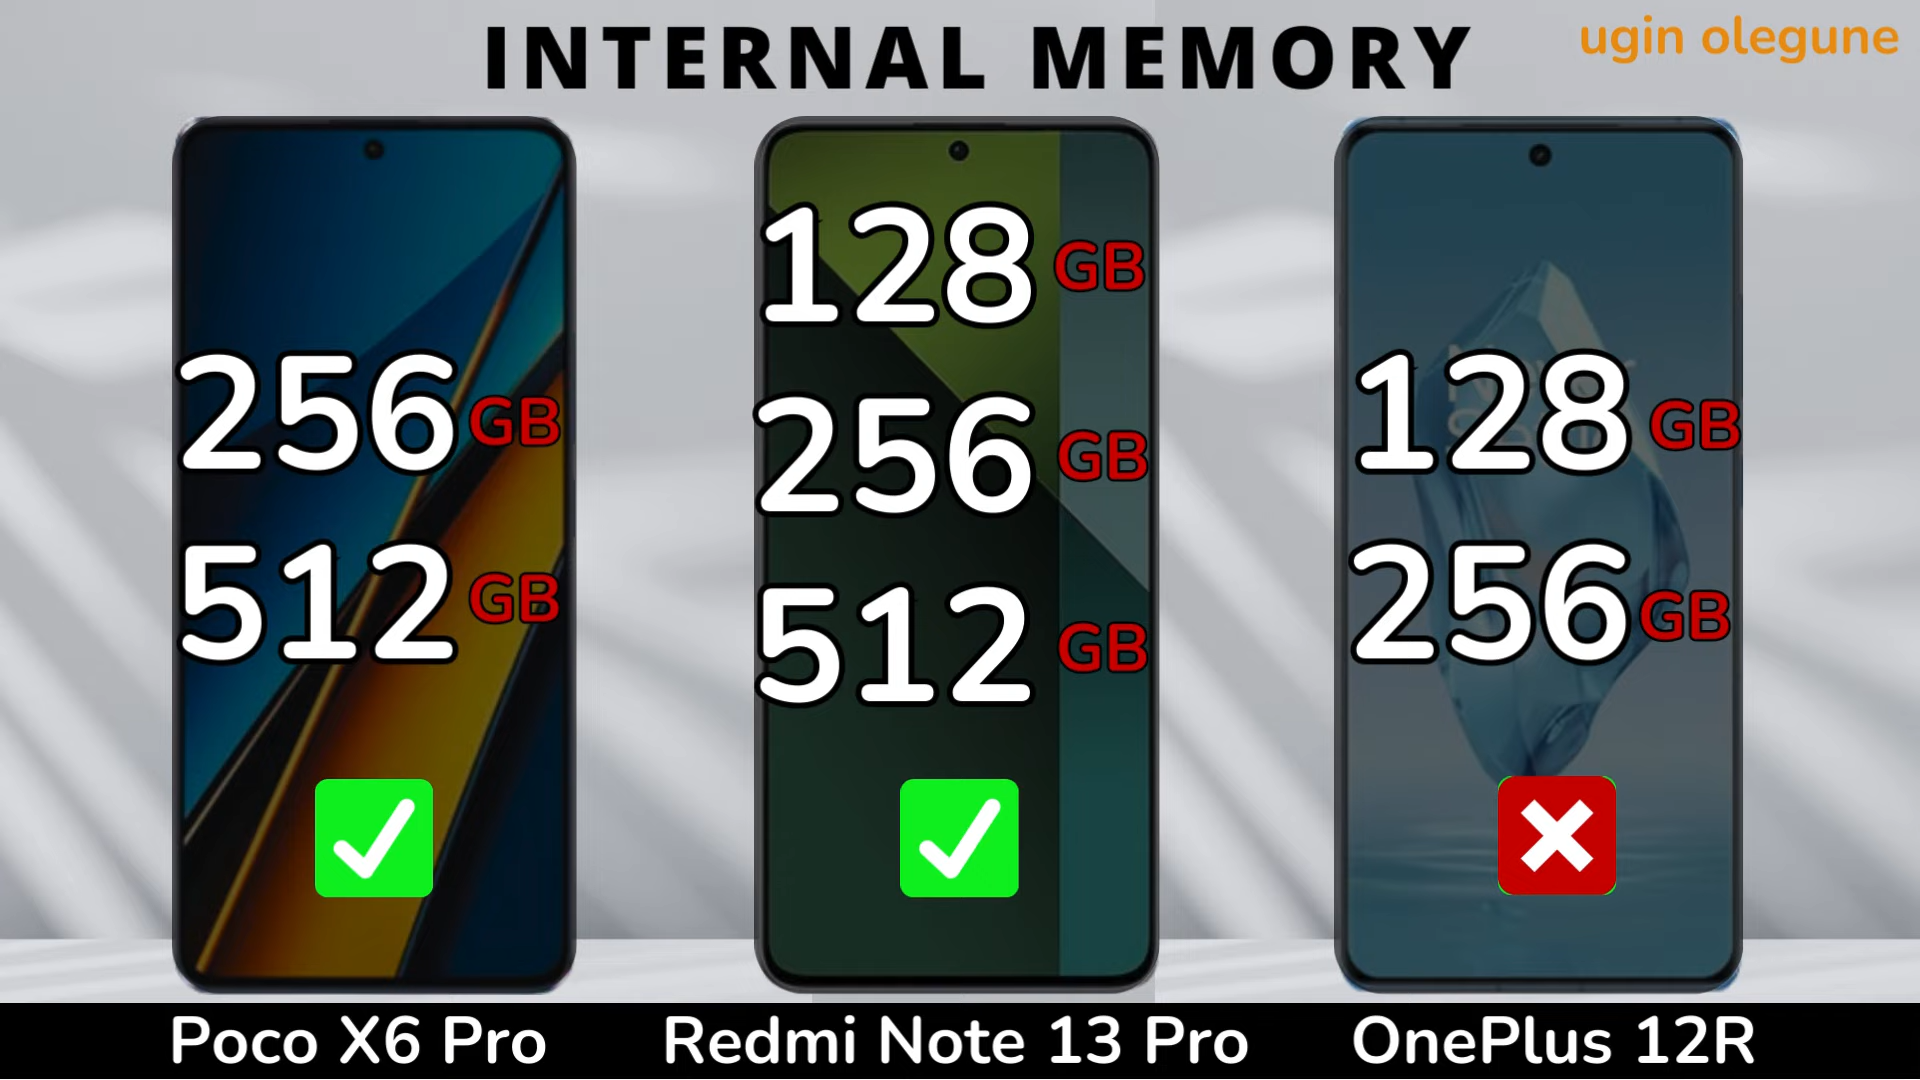 INTERNAL MEMORY
ugin olegune
256 GB
512 GB
128 GB
256 GB
512 GB
128 GB
256 GB
Poco X6 Pro
Redmi Note 13 Pro
OnePlus 12R